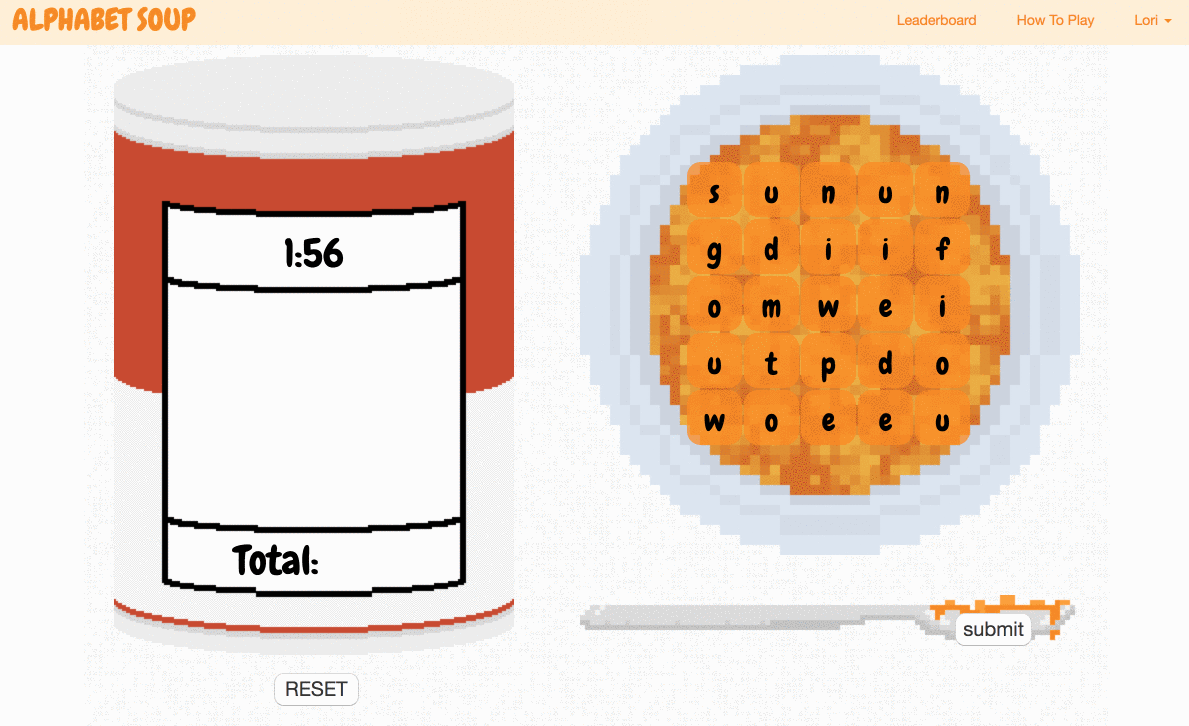 ALPHABET SOUP
Leaderboard How To Play Lori
1:56
s u n u n
g d i i f
o m w e i
u t p d o
w o e e u
Total:
submit
RESET